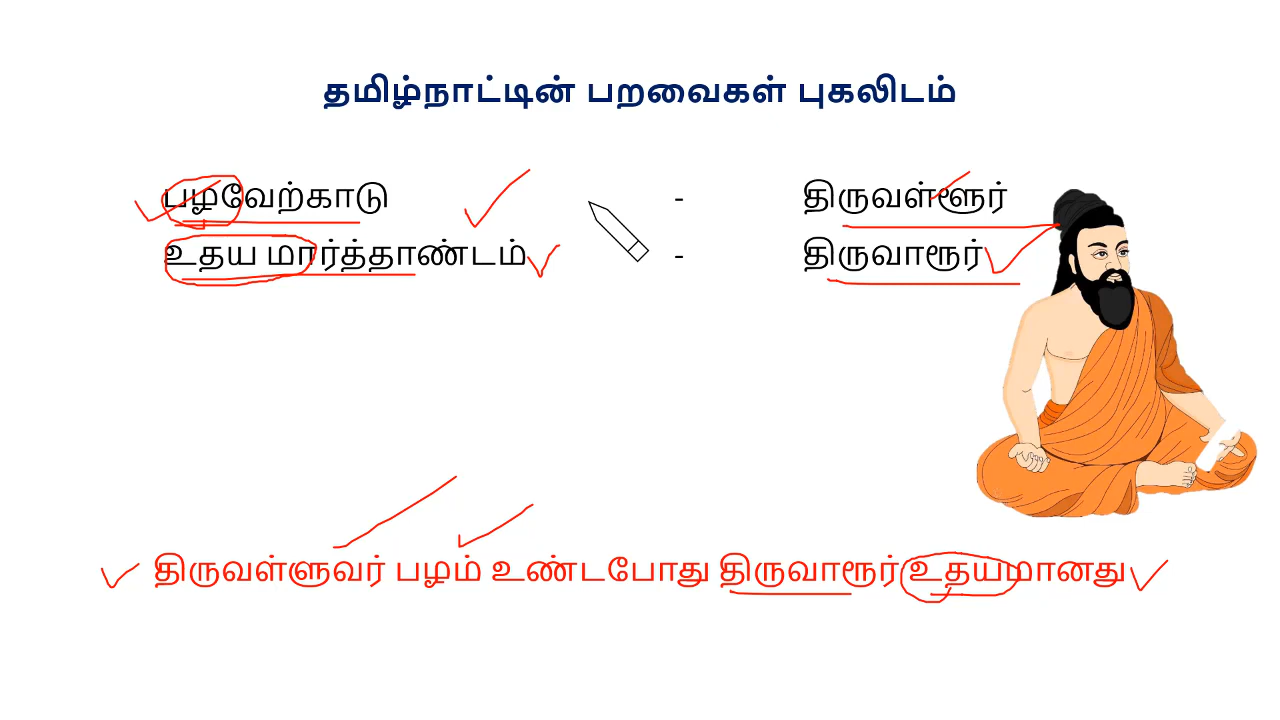 தமிழ்நாட்டின் பறவைகள் புகலிடம்
பழவேற்காடு - திருவள்ளூர்
உதய மார்த்தாண்டம் - திருவாரூர்
திருவள்ளுவர் பழம் உண்டபோது திருவாரூர் உதயமானது